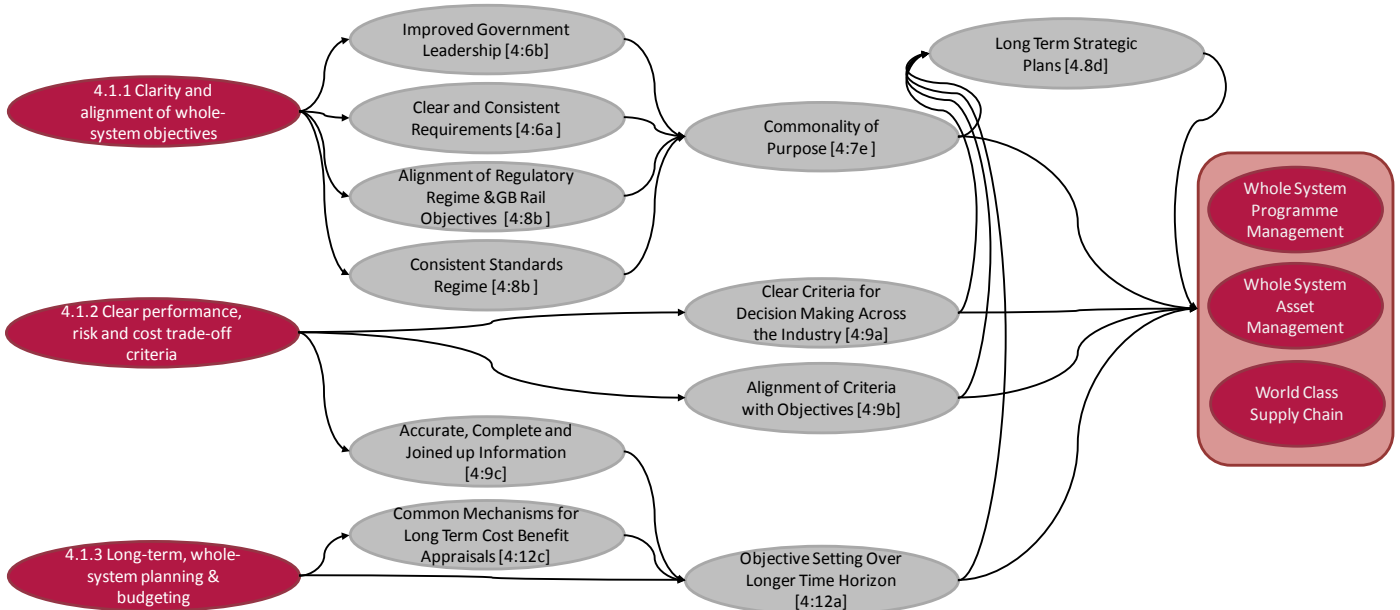 4.1.1 Clarity and
alignment of whole-
system objectives
4.1.2 Clear performance,
risk and cost trade-off
criteria
4.1.3 Long-term, whole-
system planning &
budgeting
Improved Government
Leadership [4:6b]
Clear and Consistent
Requirements [4:6a]
Alignment of Regulatory
Regime &GB Rail
Objectives [4:8b]
Consistent Standards
Regime [4:8b]
Accurate, Complete and
Joined up Information
[4:9c]
Common Mechanisms for
Long Term Cost Benefit
Appraisals [4:12c]
Commonality of
Purpose [4:7e]
Clear Criteria for
Decision Making Across
the Industry [4:9a]
Alignment of Criteria
with Objectives [4:9b]
Objective Setting Over
Longer Time Horizon
[4:12a]
Long Term Strategic
Plans [4.8d]
Whole System
Programme
Management
Whole System
Asset
Management
World Class
Supply Chain